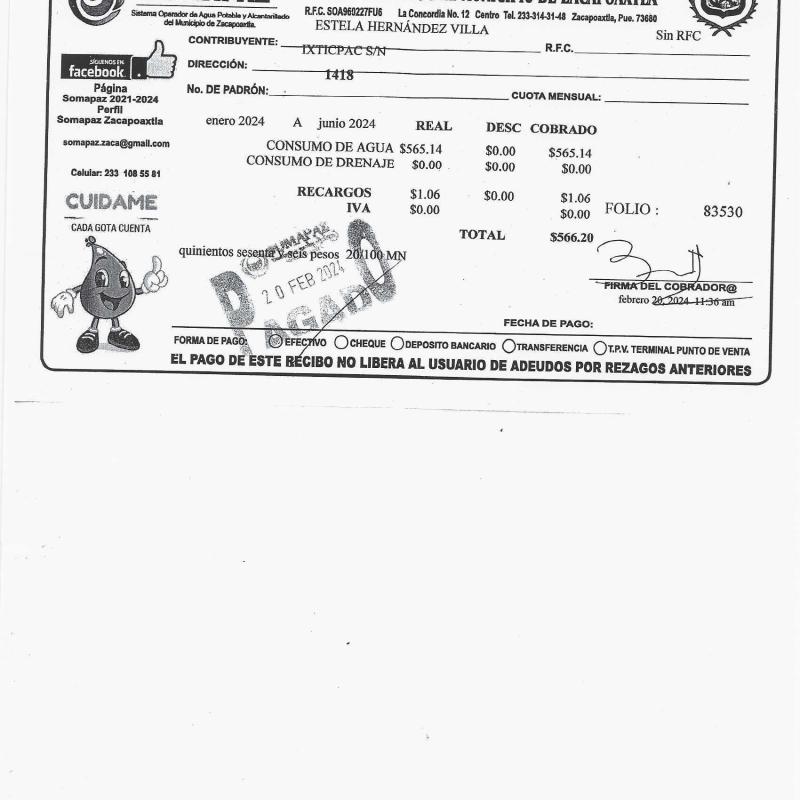 Sistema Operador de Agua Potable y Alcantarillado
del Municipio de Zacapoaxtla.
R.F.C. SOA960227FU6 La Concordia No. 12 Centro Tel. 233-314-31-48 Zacapoaxtla, Pue. 73680
ESTELA HERNÁNDEZ VILLA
Sin RFC
CONTRIBUYENTE:
IXTICPAC S/N
R.F.C.
SÍGUENOS EN
facebook
DIRECCIÓN:
1418
Página
Somapaz 2021-2024
Perfil
Somapaz Zacapoaxtla
No. DE PADRÓN:
CUOTA MENSUAL:
enero 2024 A junio 2024 REAL DESC COBRADO
somapaz.zaca@gmail.com
CONSUMO DE AGUA $565.14 $0.00 $565.14
CONSUMO DE DRENAJE $0.00 $0.00 $0.00
Celular: 233 108 55 81
RECARGOS $1.06 $0.00 $1.06
IVA $0.00 $0.00
FOLIO : 83530
CUIDAME
CADA GOTA CUENTA
TOTAL $566.20
quinientos sesenta y seis pesos 20/100 MN
SOMAPAZ
20 FEB 2024
PAGADO
FIRMA DEL COBRADOR@
febrero 20, 2024 11:36 am
FECHA DE PAGO:
FORMA DE PAGO: EFECTIVO CHEQUE DEPOSITO BANCARIO TRANSFERENCIA T.P.V. TERMINAL PUNTO DE VENTA
EL PAGO DE ESTE RECIBO NO LIBERA AL USUARIO DE ADEUDOS POR REZAGOS ANTERIORES